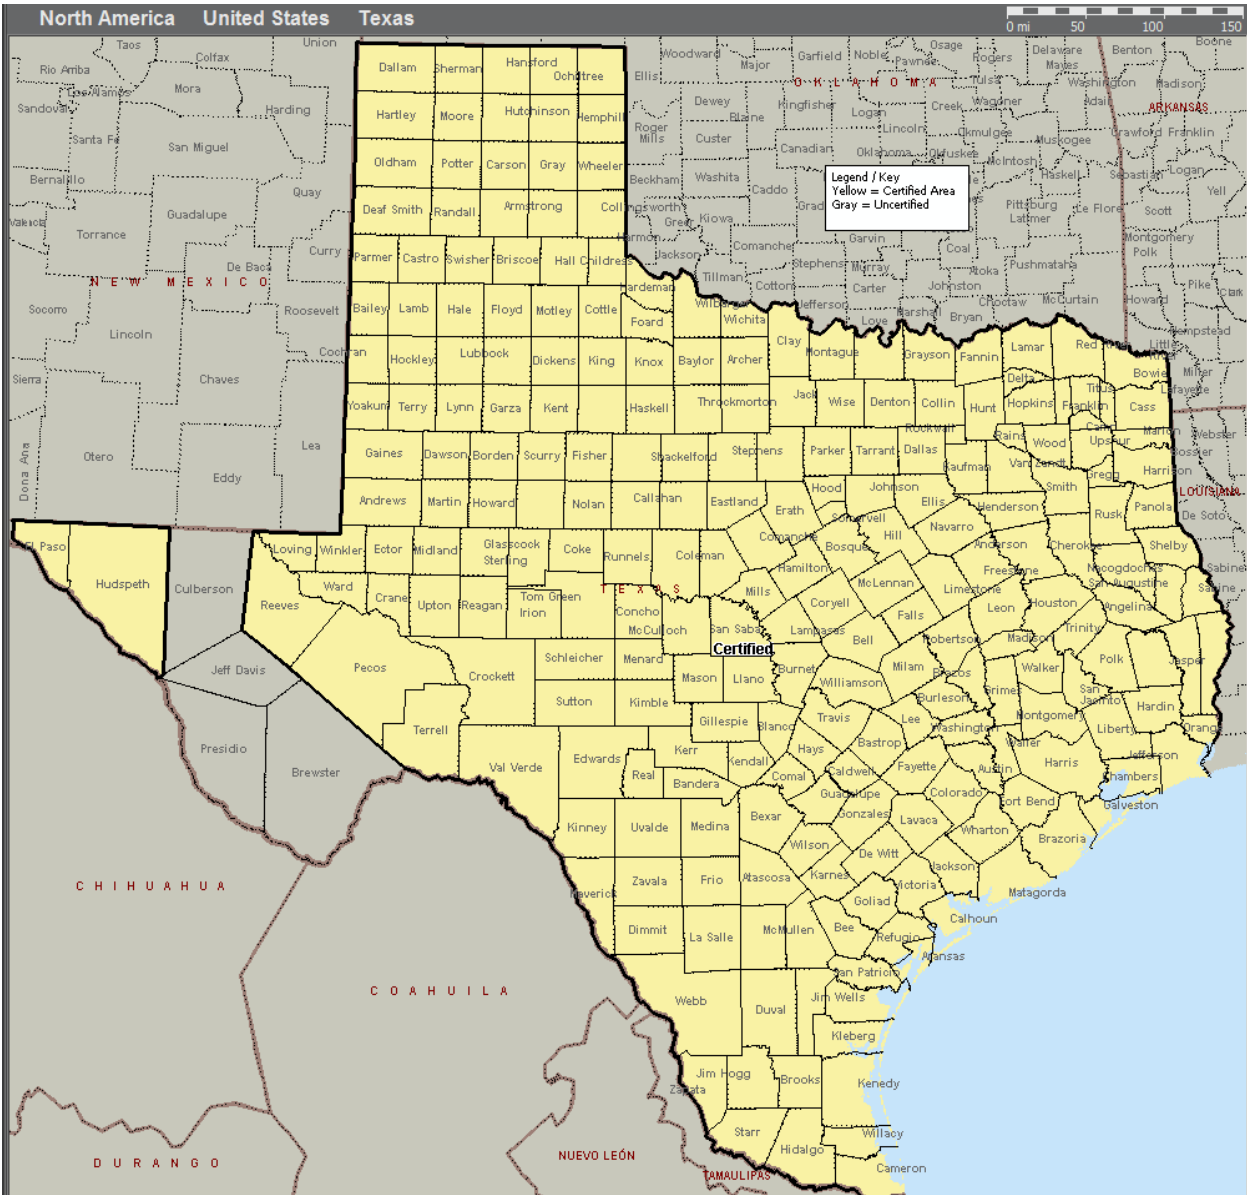 North America United States Texas
0 mi 50 100 150
Taos Colfax Union Woodward Garfield Noble Osage Rogers Delaware Benton Boone
Rio Arriba Los Alamos Mora Dallam Sherman Hansford Ochiltree Ellis Major Pawnee Tulsa Mayes Washington Madison
OKLAHOMA
Sandoval Harding Hartley Moore Hutchinson Hemphill Dewey Blaine Kingfisher Logan Creek Wagoner Adair ARKANSAS
Santa Fe San Miguel Roger Mills Custer Canadian Lincoln Oklahoma Okmulgee Okfuskee Muskogee McIntosh Crawford Franklin
Bernalillo Quay Oldham Potter Carson Gray Wheeler Beckham Washita Caddo Haskell Sebastian Logan Yell
Legend / Key
Yellow = Certified Area
Gray = Uncertified
Valencia Torrance Guadalupe Deaf Smith Randall Armstrong Collingsworth Greer Kiowa Grad Pittsburg Latimer Le Flore Scott
Curry De Baca Parmer Castro Swisher Briscoe Hall Childress Harmon Jackson Comanche Stephens Garvin Murray Coal Atoka Pushmataha Montgomery Polk
NEW MEXICO
Socorro Lincoln Roosevelt Bailey Lamb Hale Floyd Motley Cottle Hardeman Foard Wilbarger Wichita Tillman Cotton Jefferson Carter Love Marshall Johnston Bryan Choctaw McCurtain Howard Pike Clark Hempstead
Sierra Chaves Cochran Hockley Lubbock Dickens King Knox Baylor Archer Clay Montague Grayson Fannin Lamar Red River Bowie Little River Miller Lafayette
Otero Lea Yoakum Terry Lynn Garza Kent Haskell Throckmorton Jack Wise Denton Collin Hunt Delta Hopkins Franklin Titus Cass
Dona Ana Eddy Gaines Dawson Borden Scurry Fisher Shackelford Stephens Parker Tarrant Dallas Rockwall Kaufman Rains Van Zandt Wood Camp Upshur Gregg Marion Harrison Webster Bossier
LOUISIANA
Andrews Martin Howard Nolan Callahan Eastland Erath Hood Somervell Johnson Ellis Navarro Henderson Smith Rusk Panola De Soto
El Paso Hudspeth Culberson Loving Winkler Ector Midland Glasscock Sterling Coke Runnels Coleman Comanche Bosque Hill Anderson Freestone Cherokee Nacogdoches Shelby Sabine
TEXAS
Reeves Ward Crane Upton Reagan Tom Green Irion Concho McCulloch San Saba Mills Hamilton Coryell McLennan Limestone Falls Leon Houston San Augustine Angelina Sabine
Certified
Jeff Davis Pecos Crockett Schleicher Menard Mason Llano Lampasas Burnet Bell Williamson Milam Robertson Brazos Madison Trinity Walker Polk Jasper
Presidio Brewster Terrell Sutton Kimble Gillespie Blanco Travis Lee Burleson Washington Grimes Montgomery San Jacinto Liberty Hardin Orange
Val Verde Edwards Real Kerr Bandera Kendall Comal Hays Caldwell Bastrop Fayette Austin Waller Harris Jefferson Chambers
Kinney Uvalde Medina Bexar Guadalupe Gonzales Lavaca Colorado Wharton Fort Bend Brazoria Galveston
CHIHUAHUA
Maverick Zavala Frio Atascosa Wilson Karnes De Witt Goliad Victoria Jackson Matagorda Calhoun
Dimmit La Salle McMullen Bee Refugio Aransas San Patricio
COAHUILA
Webb Duval Jim Wells Kleberg
Zapata Jim Hogg Brooks Kenedy
Starr Hidalgo Willacy Cameron
DURANGO
NUEVO LEÓN
TAMAULIPAS